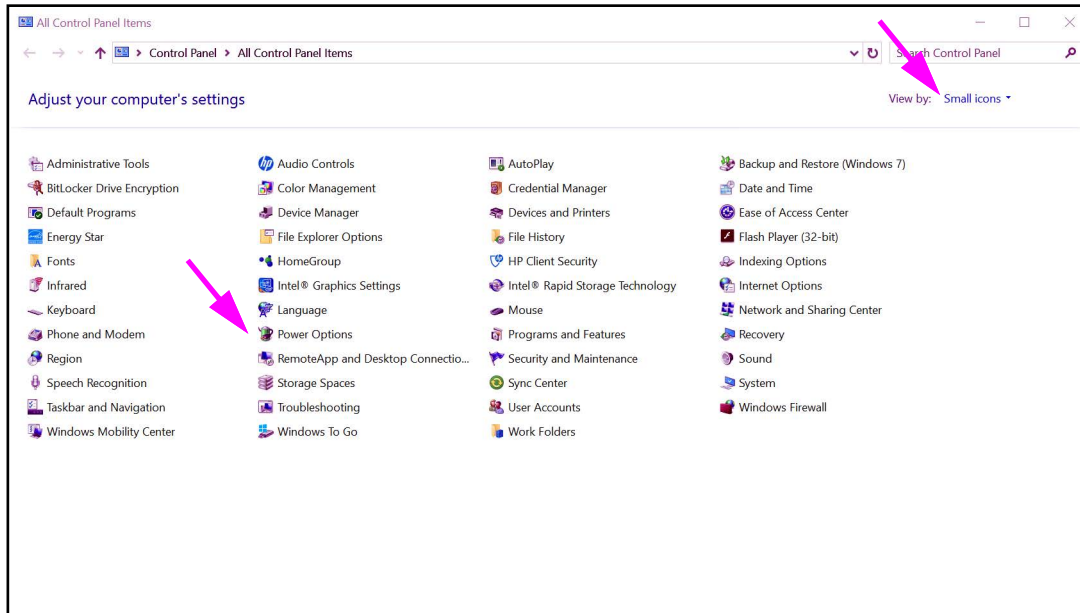 All Control Panel Items
Control Panel > All Control Panel Items
Search Control Panel
Adjust your computer's settings
View by: Small icons
Administrative Tools Audio Controls AutoPlay Backup and Restore (Windows 7)
BitLocker Drive Encryption Color Management Credential Manager Date and Time
Default Programs Device Manager Devices and Printers Ease of Access Center
Energy Star File Explorer Options File History Flash Player (32-bit)
Fonts HomeGroup HP Client Security Indexing Options
Infrared Intel® Graphics Settings Intel® Rapid Storage Technology Internet Options
Keyboard Language Mouse Network and Sharing Center
Phone and Modem Power Options Programs and Features Recovery
Region RemoteApp and Desktop Connectio... Security and Maintenance Sound
Speech Recognition Storage Spaces Sync Center System
Taskbar and Navigation Troubleshooting User Accounts Windows Firewall
Windows Mobility Center Windows To Go Work Folders